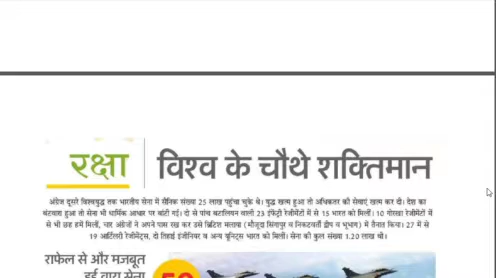 रक्षा विश्व के चौथे शक्तिमान
अंग्रेज दूसरे विश्वयुद्ध तक भारतीय सेना में सैनिक संख्या 25 लाख पहुंचा चुके थे। युद्ध खत्म हुआ तो अधिकतर की सेवाएं खत्म कर दी। देश का
बंटवारा हुआ तो सेना भी धार्मिक आधार पर बांटी गई। दो से पांच बटालियन वाली 23 इंफेंट्री रेजीमेंटों में से 15 भारत को मिलीं। 10 गोरखा रेजीमेंटों में
से भी छह हमें मिलीं, चार अंग्रेजों ने अपने पास रख कर उसे ब्रिटिश मलाया (मौजूदा सिंगापुर व निकटवर्ती द्वीप व भूभाग) में तैनात किया। 27 में से
19 आर्टिलरी रेजीमेंट्स, दो तिहाई इंजीनियर व अन्य यूनिट्स भारत को मिलीं। सेना की कुल संख्या 1.20 लाख थी।
राफेल से और मजबूत
हुई वायु सेना